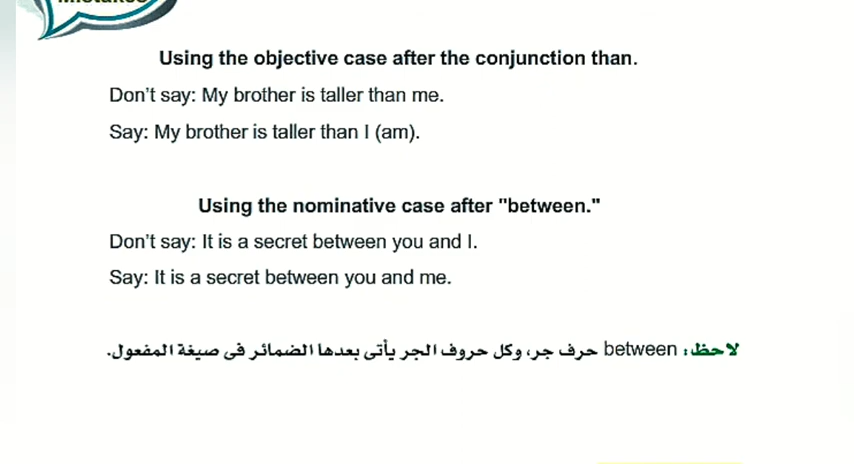 Mistakes
Using the objective case after the conjunction than.
Don't say: My brother is taller than me.
Say: My brother is taller than I (am).
Using the nominative case after "between."
Don't say: It is a secret between you and I.
Say: It is a secret between you and me.
لاحظ: between حرف جر، وكل حروف الجر يأتى بعدها الضمائر فى صيغة المفعول.